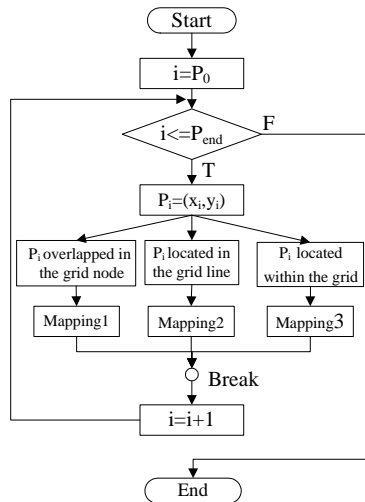 Start
i=P₀
i<=Pend
F
T
Pᵢ=(xᵢ,yᵢ)
Pᵢ overlapped in
the grid node
Pᵢ located in
the grid line
Pᵢ located
within the grid
Mapping1
Mapping2
Mapping3
Break
i=i+1
End